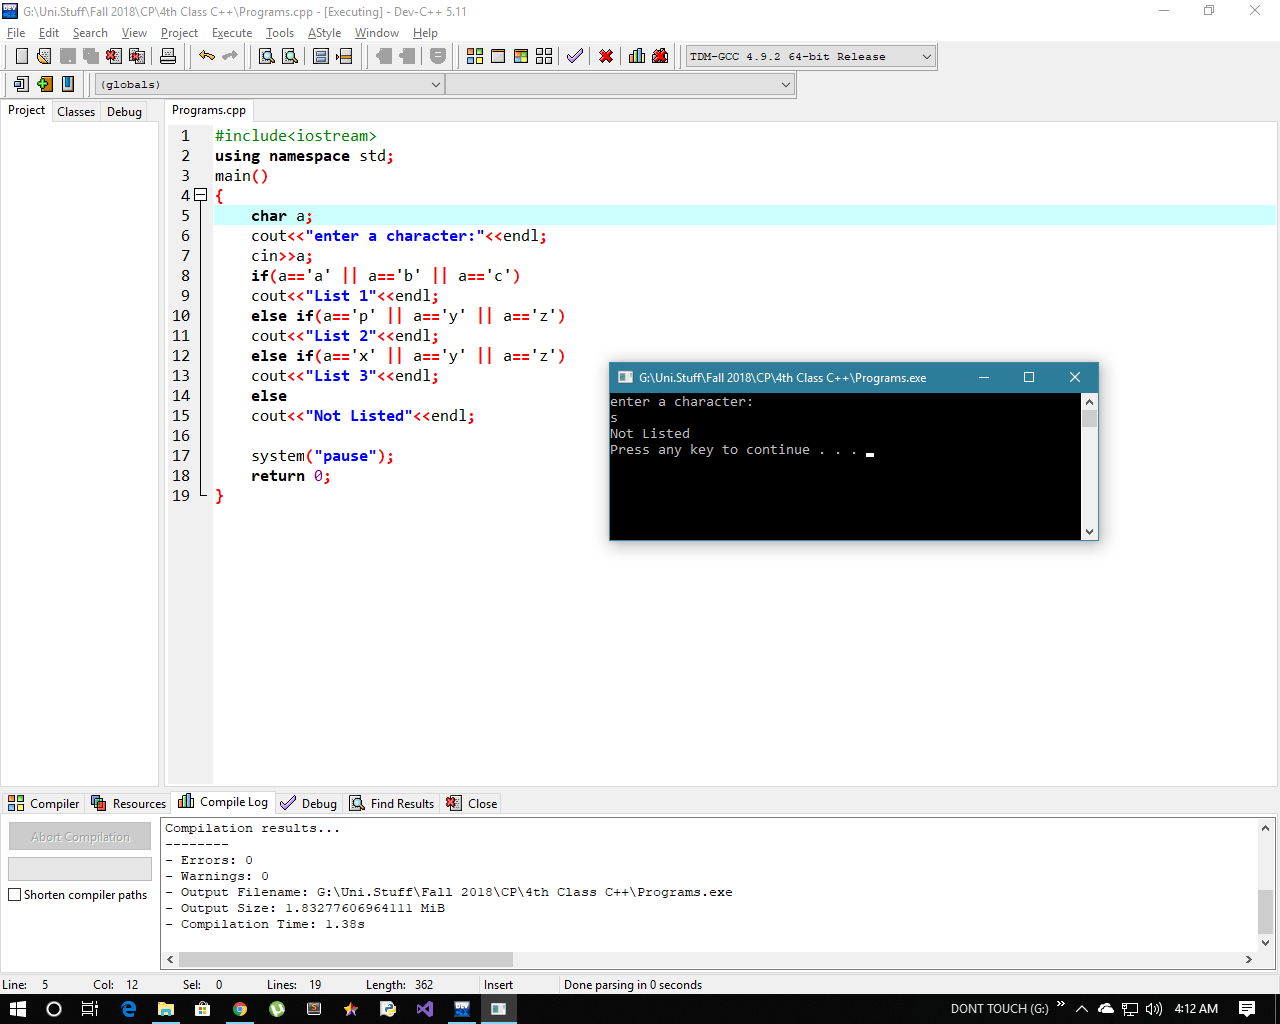 G:\Uni.Stuff\Fall 2018\CP\4th Class C++\Programs.cpp - [Executing] - Dev-C++ 5.11
File Edit Search View Project Execute Tools AStyle Window Help
TDM-GCC 4.9.2 64-bit Release
(globals)
Project Classes Debug
Programs.cpp
1 #include<iostream>
2 using namespace std;
3 main()
4 {
5 char a;
6 cout<<"enter a character:"<<endl;
7 cin>>a;
8 if(a=='a' || a=='b' || a=='c')
9 cout<<"List 1"<<endl;
10 else if(a=='p' || a=='y' || a=='z')
11 cout<<"List 2"<<endl;
12 else if(a=='x' || a=='y' || a=='z')
13 cout<<"List 3"<<endl;
14 else
15 cout<<"Not Listed"<<endl;
16
17 system("pause");
18 return 0;
19 }
G:\Uni.Stuff\Fall 2018\CP\4th Class C++\Programs.exe
enter a character:
s
Not Listed
Press any key to continue . . .
Compiler Resources Compile Log Debug Find Results Close
Abort Compilation
Shorten compiler paths
Compilation results...
--------
- Errors: 0
- Warnings: 0
- Output Filename: G:\Uni.Stuff\Fall 2018\CP\4th Class C++\Programs.exe
- Output Size: 1.83277606964111 MiB
- Compilation Time: 1.38s
Line: 5 Col: 12 Sel: 0 Lines: 19 Length: 362 Insert Done parsing in 0 seconds
DONT TOUCH (G:) 4:12 AM